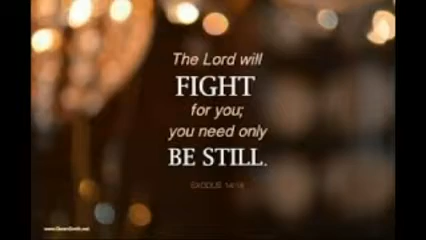 The Lord will
FIGHT
for you;
you need only
BE STILL.
EXODUS 14:14